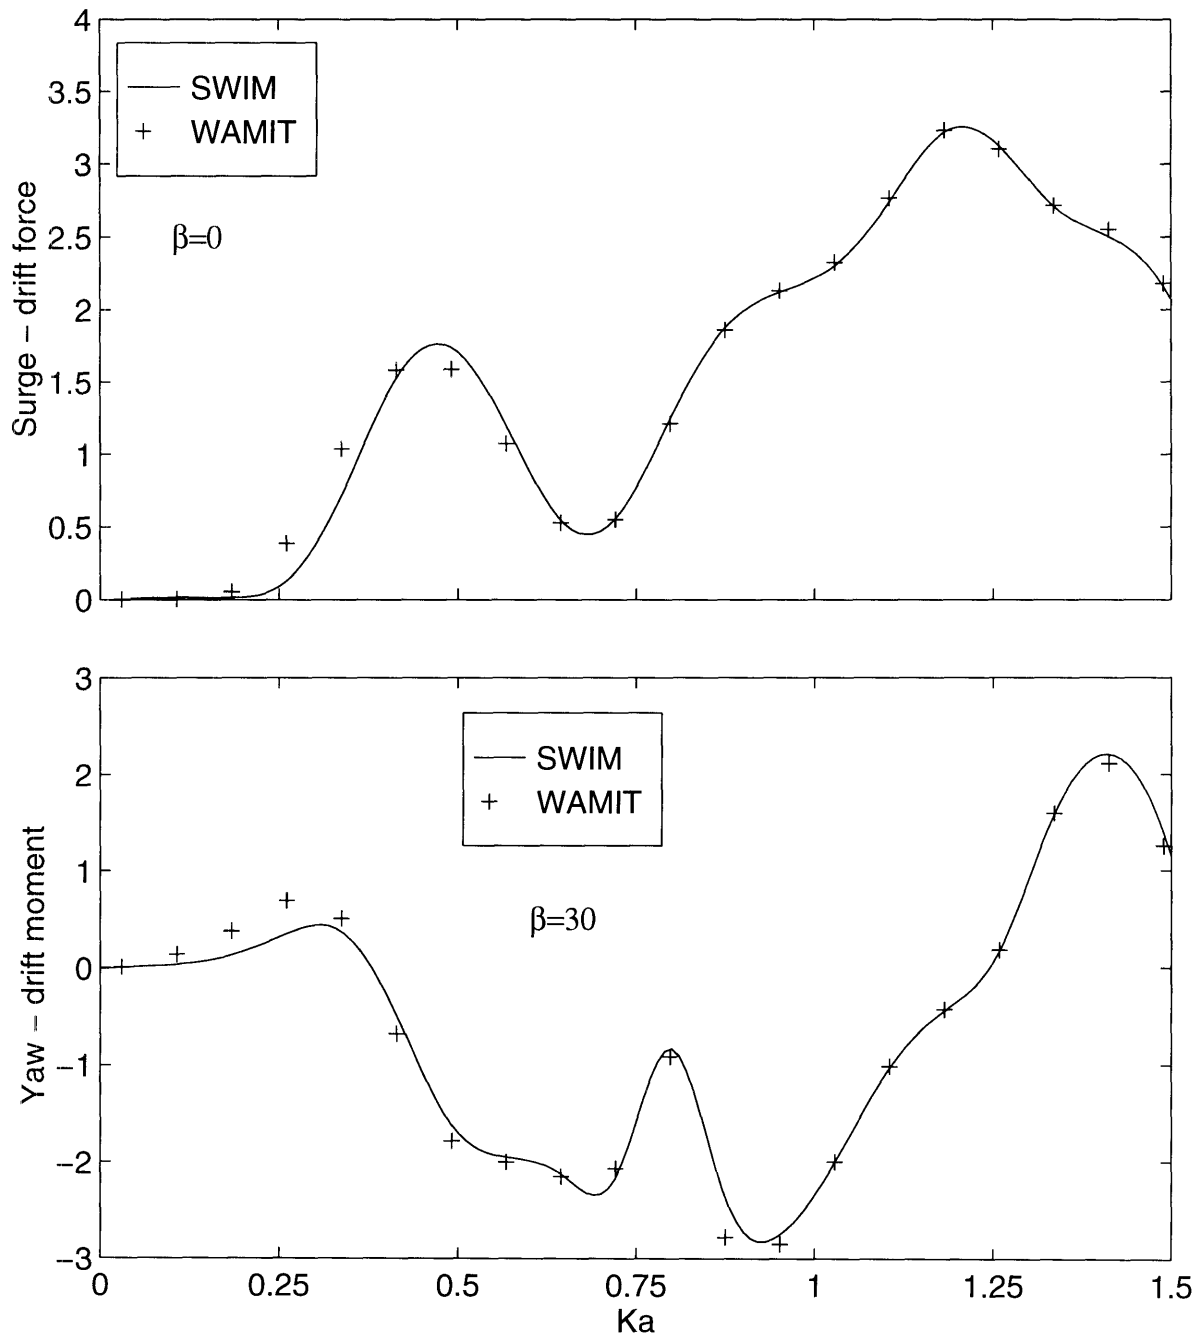 4
3.5
3
2.5
2
1.5
1
0.5
0
Surge – drift force
SWIM
WAMIT
β=0
3
2
1
0
−1
−2
−3
Yaw – drift moment
SWIM
WAMIT
β=30
0 0.25 0.5 0.75 1 1.25 1.5
Ka